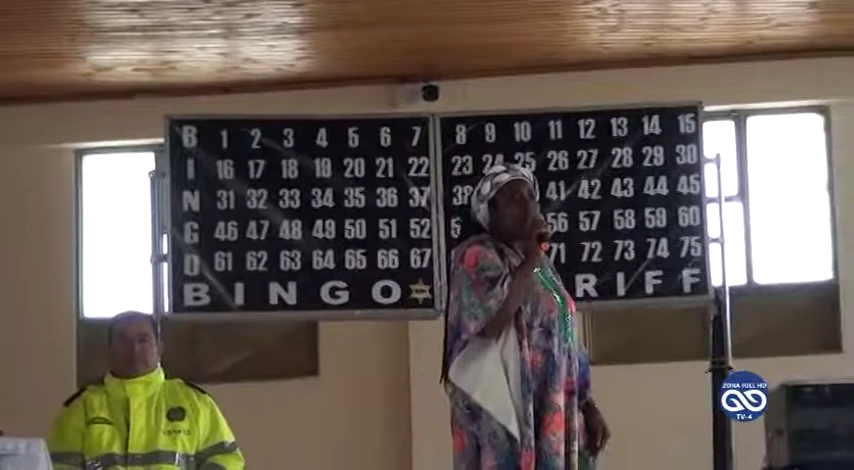 B 1 2 3 4 5 6 7 8 9 10 11 12 13 14 15
I 16 17 18 19 20 21 22 23 24 25 26 27 28 29 30
N 31 32 33 34 35 36 37 38 41 42 43 44 45
G 46 47 48 49 50 51 52 56 57 58 59 60
O 61 62 63 64 65 66 67 71 72 73 74 75
BINGO RIFF
ZONA FULL HD
TV-4